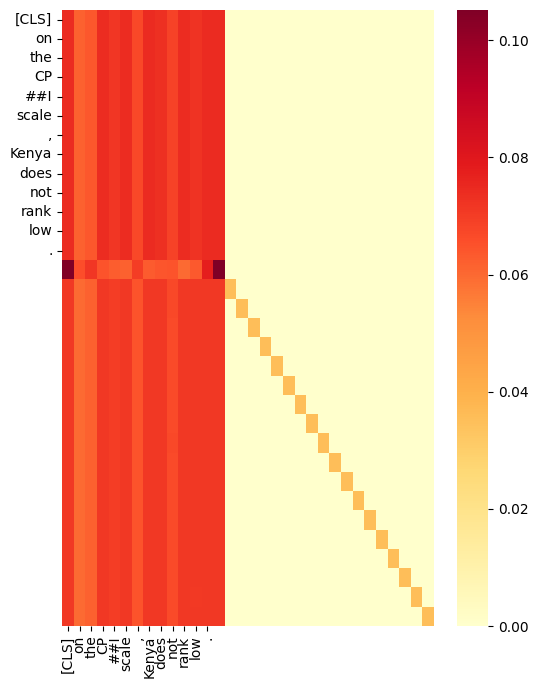 [CLS]
on
the
CP
##I
scale
,
Kenya
does
not
rank
low
.
0.10
0.08
0.06
0.04
0.02
0.00
[CLS]
on
the
CP
##I
scale
,
Kenya
does
not
rank
low
.